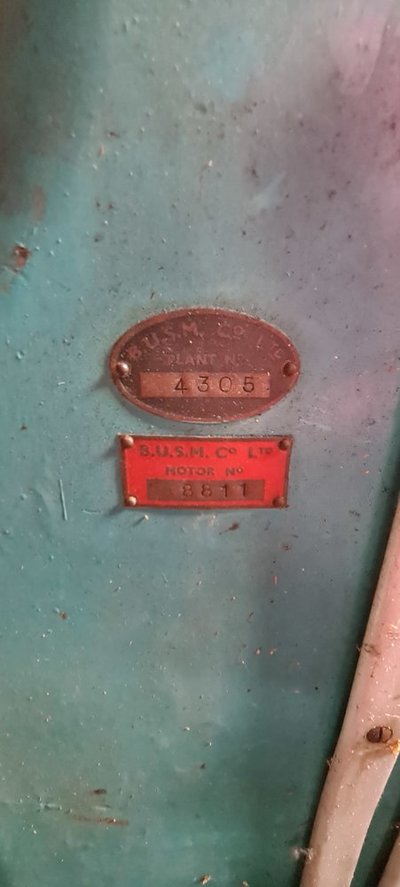 B.U.S.M. Cº LTD
PLANT Nº
4305
B.U.S.M. Cº LTD
MOTOR Nº
8811